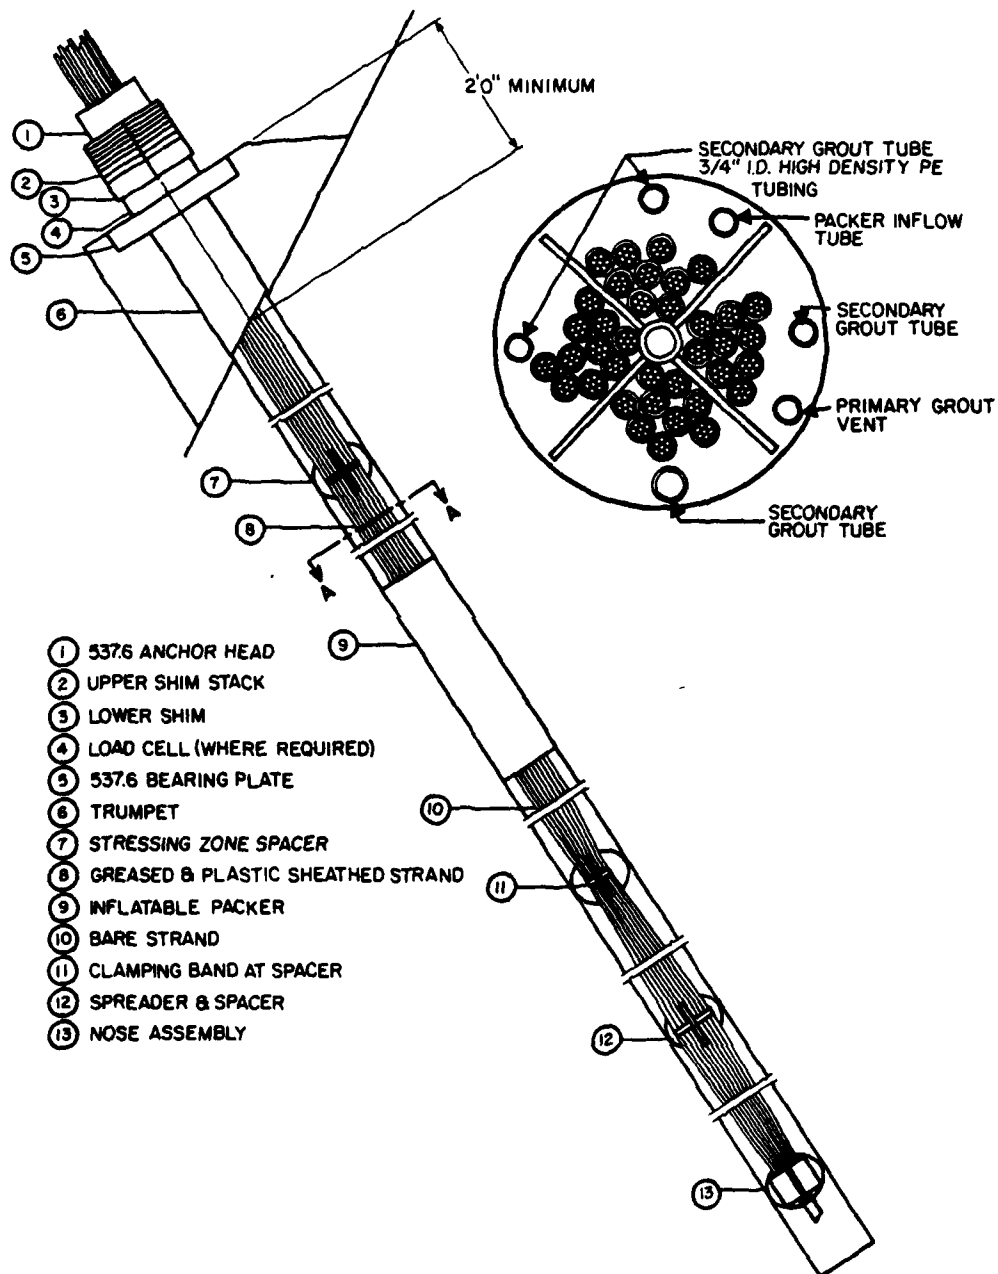 2'0" MINIMUM
SECONDARY GROUT TUBE
3/4" I.D. HIGH DENSITY PE
TUBING
PACKER INFLOW
TUBE
SECONDARY
GROUT TUBE
PRIMARY GROUT
VENT
SECONDARY
GROUT TUBE
1
2
3
4
5
6
7
8
A
A
9
10
11
12
13
1 537.6 ANCHOR HEAD
2 UPPER SHIM STACK
3 LOWER SHIM
4 LOAD CELL (WHERE REQUIRED)
5 537.6 BEARING PLATE
6 TRUMPET
7 STRESSING ZONE SPACER
8 GREASED & PLASTIC SHEATHED STRAND
9 INFLATABLE PACKER
10 BARE STRAND
11 CLAMPING BAND AT SPACER
12 SPREADER & SPACER
13 NOSE ASSEMBLY